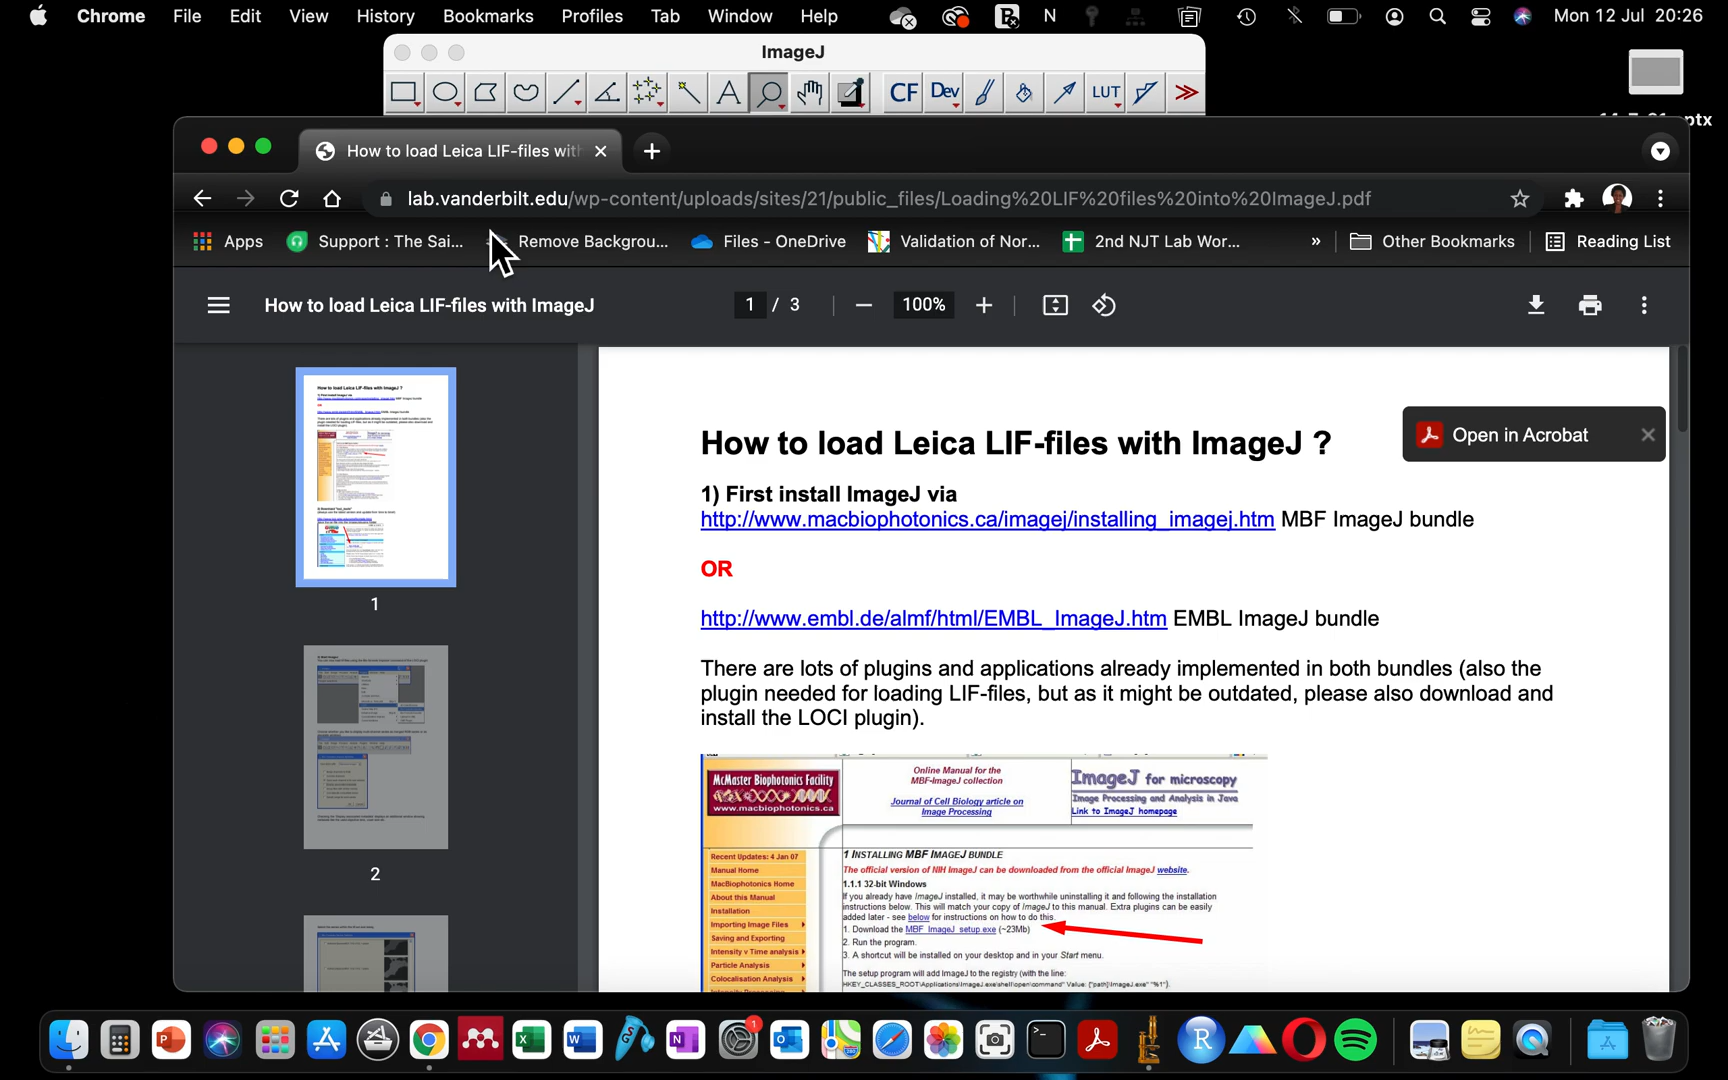 Chrome File Edit View History Bookmarks Profiles Tab Window Help Mon 12 Jul 20:26
ImageJ
CF Dev LUT
ptx
How to load Leica LIF-files with
lab.vanderbilt.edu/wp-content/uploads/sites/21/public_files/Loading%20LIF%20files%20into%20ImageJ.pdf
Apps Support : The Sai... Remove Backgrou... Files - OneDrive Validation of Nor... 2nd NJT Lab Wor... » Other Bookmarks Reading List
How to load Leica LIF-files with ImageJ 1 / 3 100%
Open in Acrobat
How to load Leica LIF-files with ImageJ ?
1) First install ImageJ via
http://www.macbiophotonics.ca/imagej/installing_imagej.htm MBF ImageJ bundle
OR
http://www.embl.de/almf/html/EMBL_ImageJ.htm EMBL ImageJ bundle
There are lots of plugins and applications already implemented in both bundles (also the
plugin needed for loading LIF-files, but as it might be outdated, please also download and
install the LOCI plugin).
1
2
McMaster Biophotonics Facility
www.macbiophotonics.ca
Online Manual for the
MBF-ImageJ collection
Journal of Cell Biology article on
Image Processing
ImageJ for microscopy
Image Processing and Analysis in Java
Link to ImageJ homepage
Recent Updates: 4 Jan 07
Manual Home
MacBiophotonics Home
About this Manual
Installation
Importing Image Files
Saving and Exporting
Intensity v Time analysis
Particle Analysis
Colocalisation Analysis
1 INSTALLING MBF IMAGEJ BUNDLE
The official version of NIH ImageJ can be downloaded from the official ImageJ website.
1.1.1 32-bit Windows
If you already have ImageJ installed, it may be worthwhile uninstalling it and following the installation
instructions below. This will match your copy of ImageJ to this manual. Extra plugins can be easily
added later - see below for instructions on how to do this.
1. Download the MBF_ImageJ_setup.exe (~23Mb)
2. Run the program.
3. A shortcut will be installed on your desktop and in your Start menu.
The setup program will add ImageJ to the registry (with the line:
HKEY_CLASSES_ROOT\Applications\ImageJ.exe\shell\open\command" Value: {"path}\ImageJ.exe" "%1").